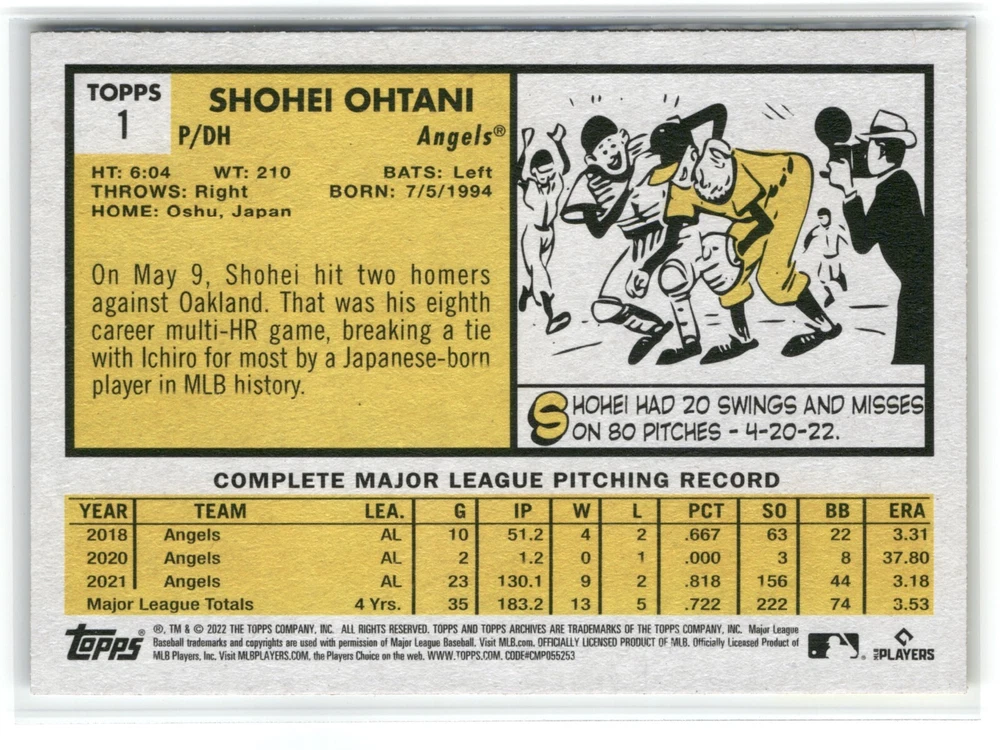 TOPPS
1
SHOHEI OHTANI
P/DH
Angels®
HT: 6:04 WT: 210 BATS: Left
THROWS: Right BORN: 7/5/1994
HOME: Oshu, Japan
On May 9, Shohei hit two homers
against Oakland. That was his eighth
career multi-HR game, breaking a tie
with Ichiro for most by a Japanese-born
player in MLB history.
SHOHEI HAD 20 SWINGS AND MISSES
ON 80 PITCHES - 4-20-22.
COMPLETE MAJOR LEAGUE PITCHING RECORD
YEAR TEAM LEA. G IP W L PCT SO BB ERA
2018 Angels AL 10 51.2 4 2 .667 63 22 3.31
2020 Angels AL 2 1.2 0 1 .000 3 8 37.80
2021 Angels AL 23 130.1 9 2 .818 156 44 3.18
Major League Totals 4 Yrs. 35 183.2 13 5 .722 222 74 3.53
TOPPS®
®, TM & © 2022 THE TOPPS COMPANY, INC. ALL RIGHTS RESERVED. TOPPS AND TOPPS ARCHIVES ARE TRADEMARKS OF THE TOPPS COMPANY, INC. Major League
Baseball trademarks and copyrights are used with permission of Major League Baseball. Visit MLB.com. OFFICIALLY LICENSED PRODUCT OF MLB. Officially Licensed Product of
MLB Players, Inc. Visit MLBPLAYERS.COM, the Players Choice on the web. WWW.TOPPS.COM. CODE#CMP055253
MLB PLAYERS